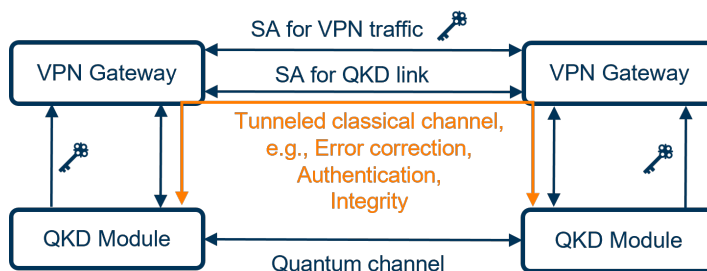 SA for VPN traffic
VPN Gateway
SA for QKD link
VPN Gateway
Tunneled classical channel,
e.g., Error correction,
Authentication,
Integrity
QKD Module
QKD Module
Quantum channel